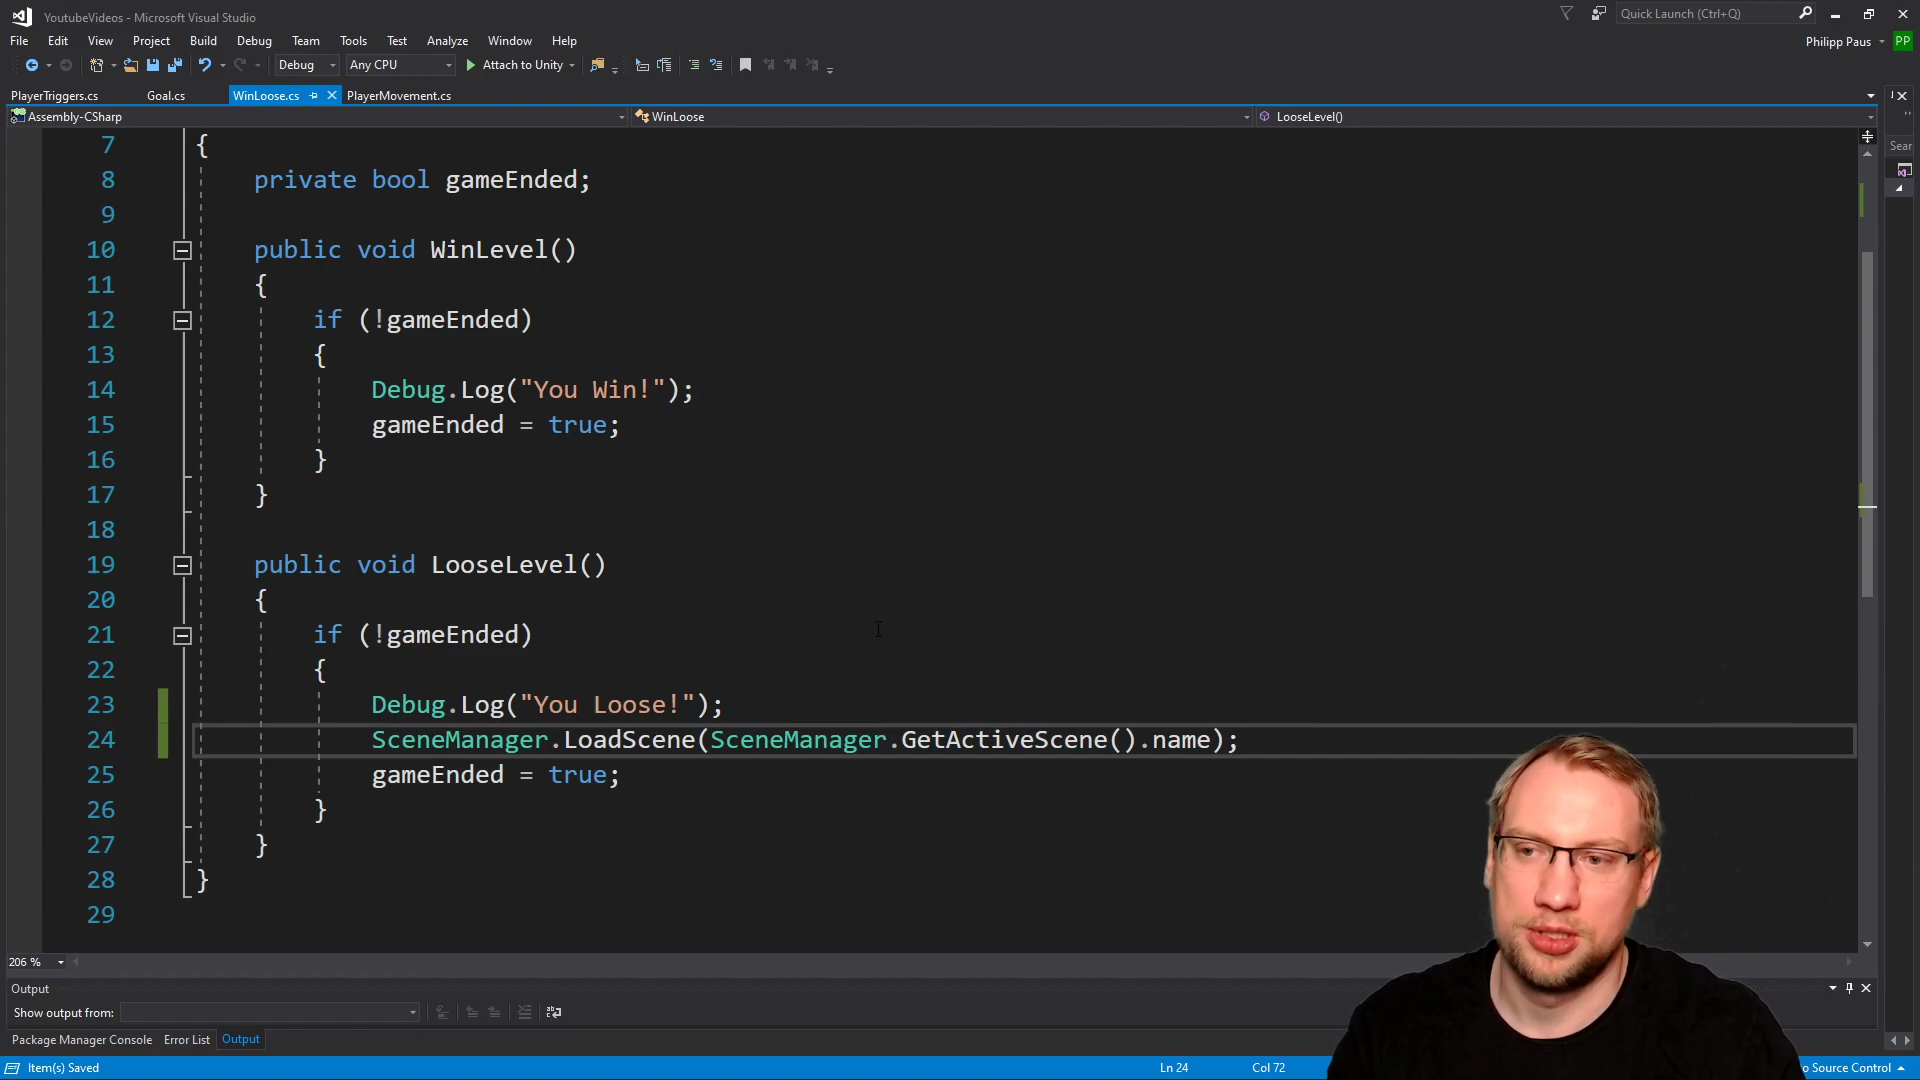 YoutubeVideos - Microsoft Visual Studio
Quick Launch (Ctrl+Q)
File Edit View Project Build Debug Team Tools Test Analyze Window Help
Philipp Paus PP
Debug Any CPU Attach to Unity
PlayerTriggers.cs Goal.cs WinLoose.cs PlayerMovement.cs
Assembly-CSharp WinLoose LooseLevel()
Sear
7 {
8 private bool gameEnded;
9
10 public void WinLevel()
11 {
12 if (!gameEnded)
13 {
14 Debug.Log("You Win!");
15 gameEnded = true;
16 }
17 }
18
19 public void LooseLevel()
20 {
21 if (!gameEnded)
22 {
23 Debug.Log("You Loose!");
24 SceneManager.LoadScene(SceneManager.GetActiveScene().name);
25 gameEnded = true;
26 }
27 }
28 }
29
206 %
Output
Show output from:
Package Manager Console Error List Output
Item(s) Saved Ln 24 Col 72 o Source Control